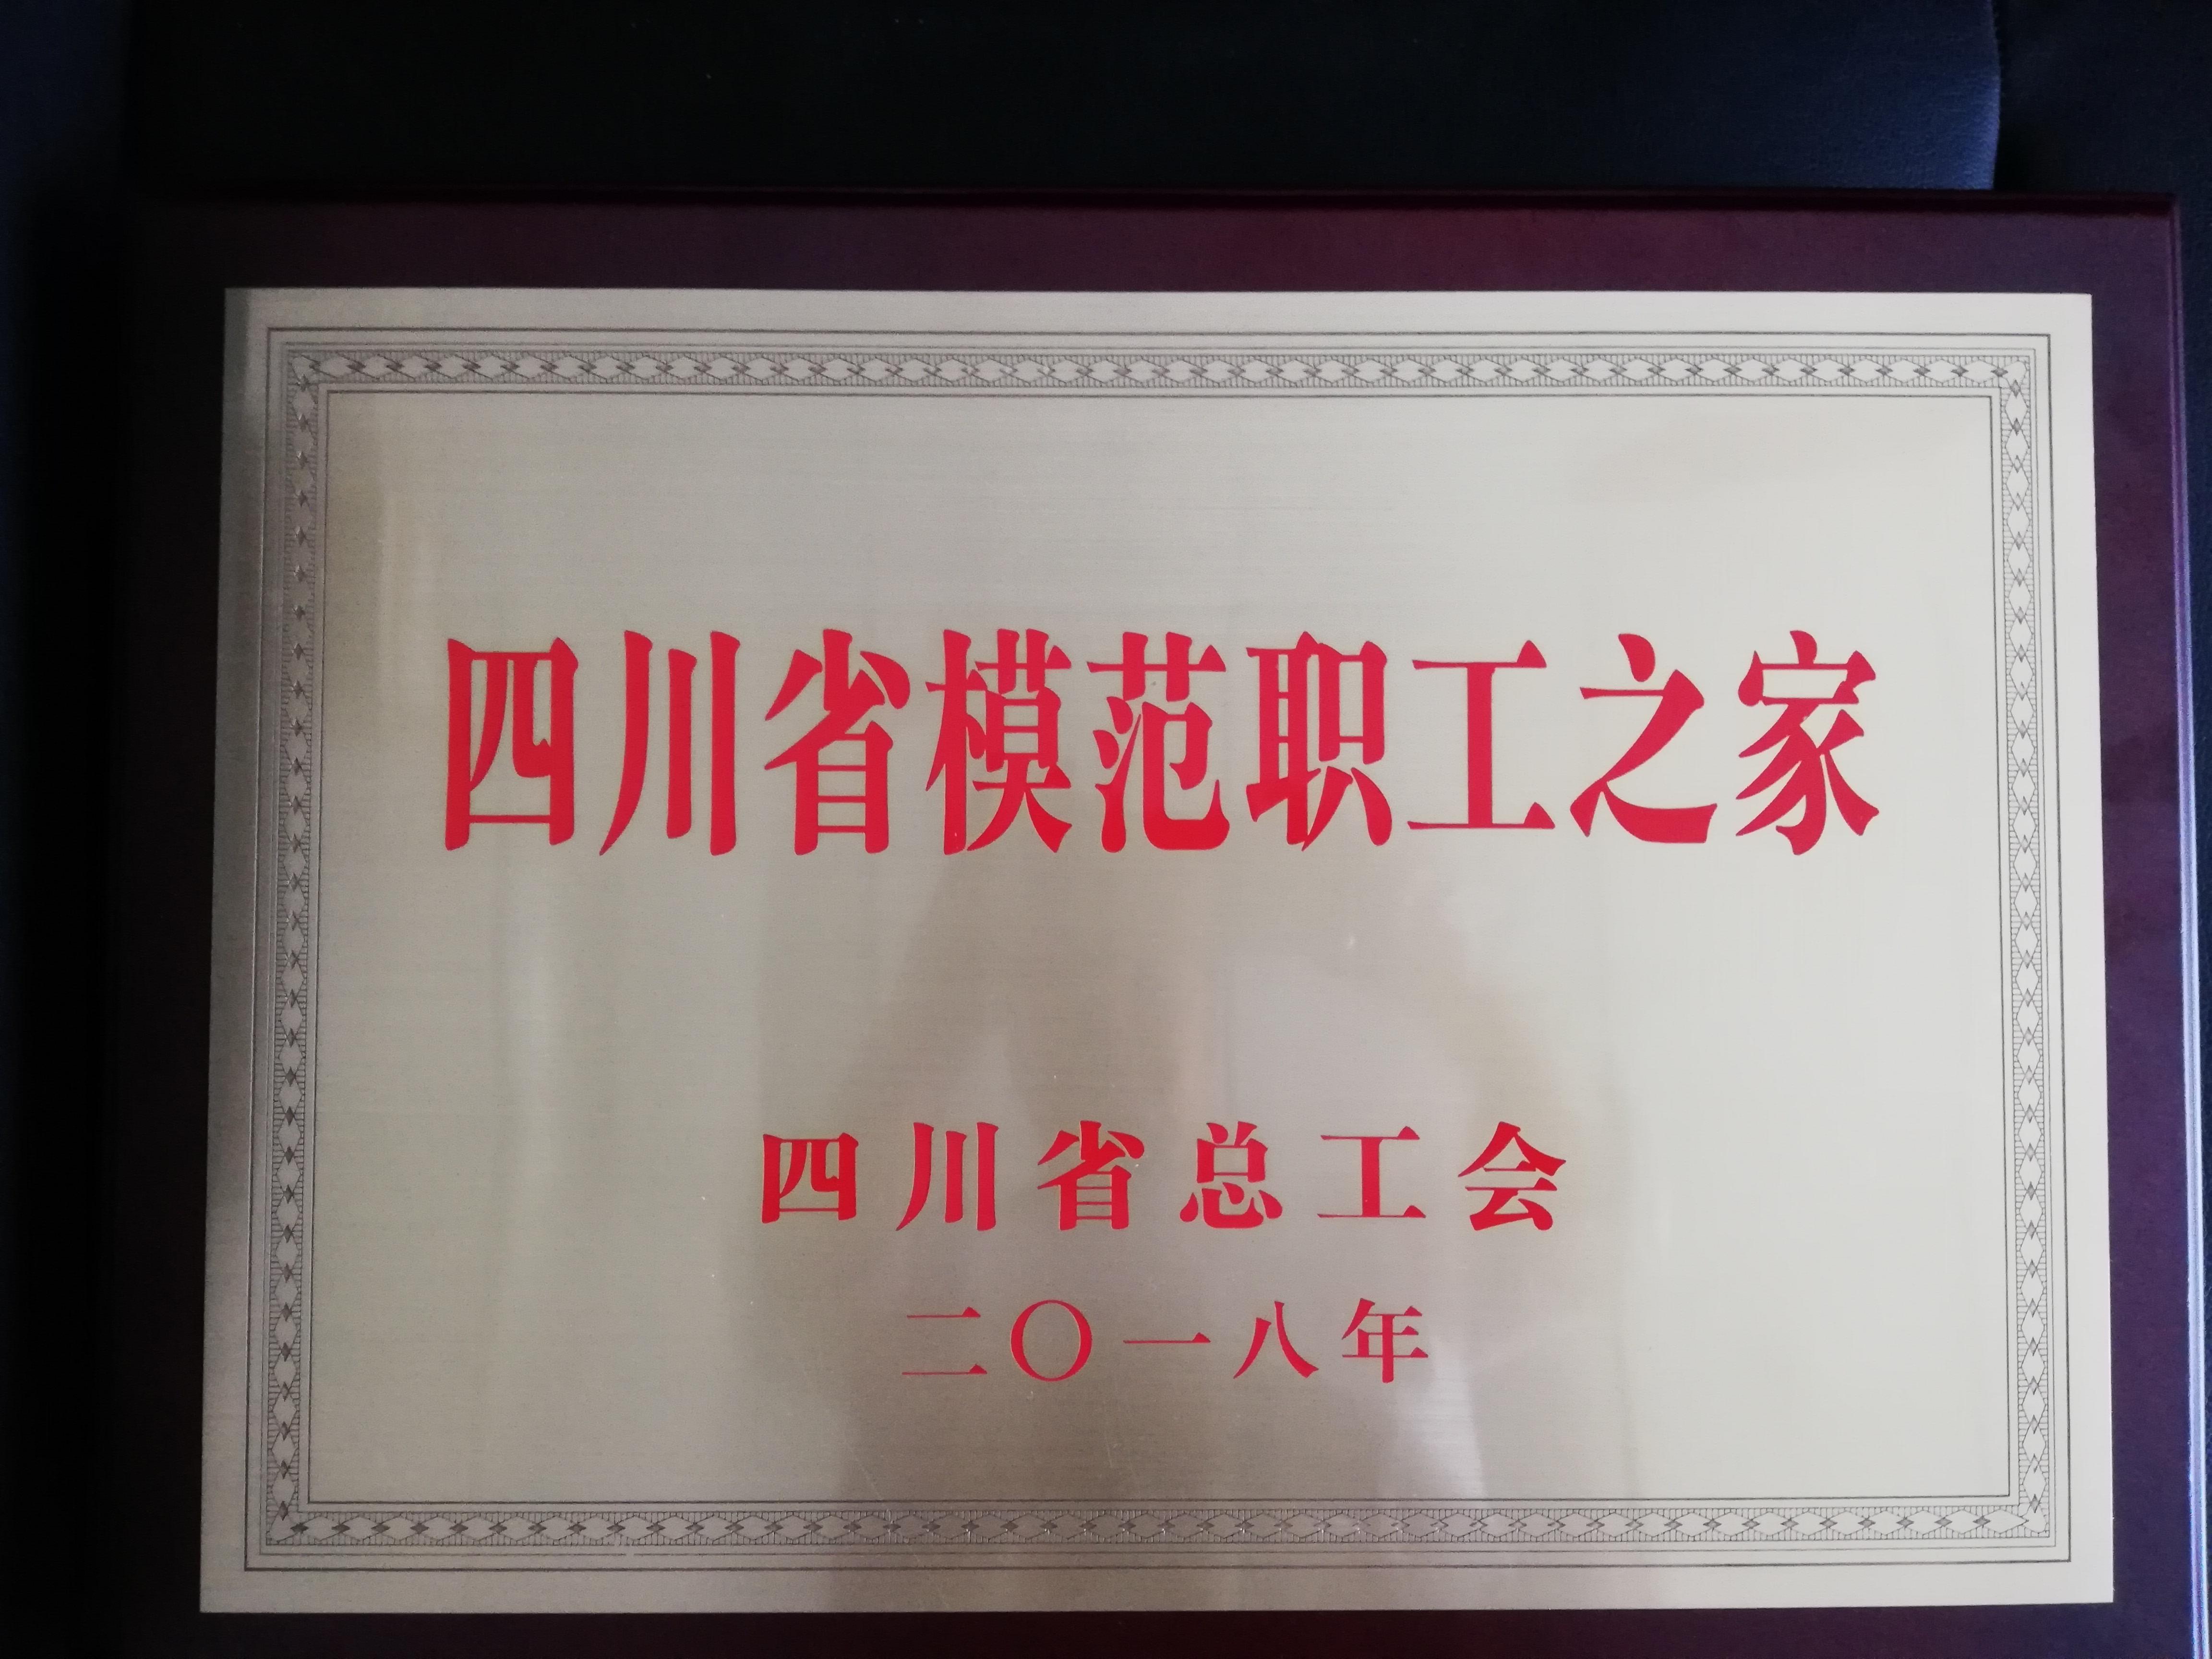 四川省模范职工之家
四川省总工会
二〇一八年